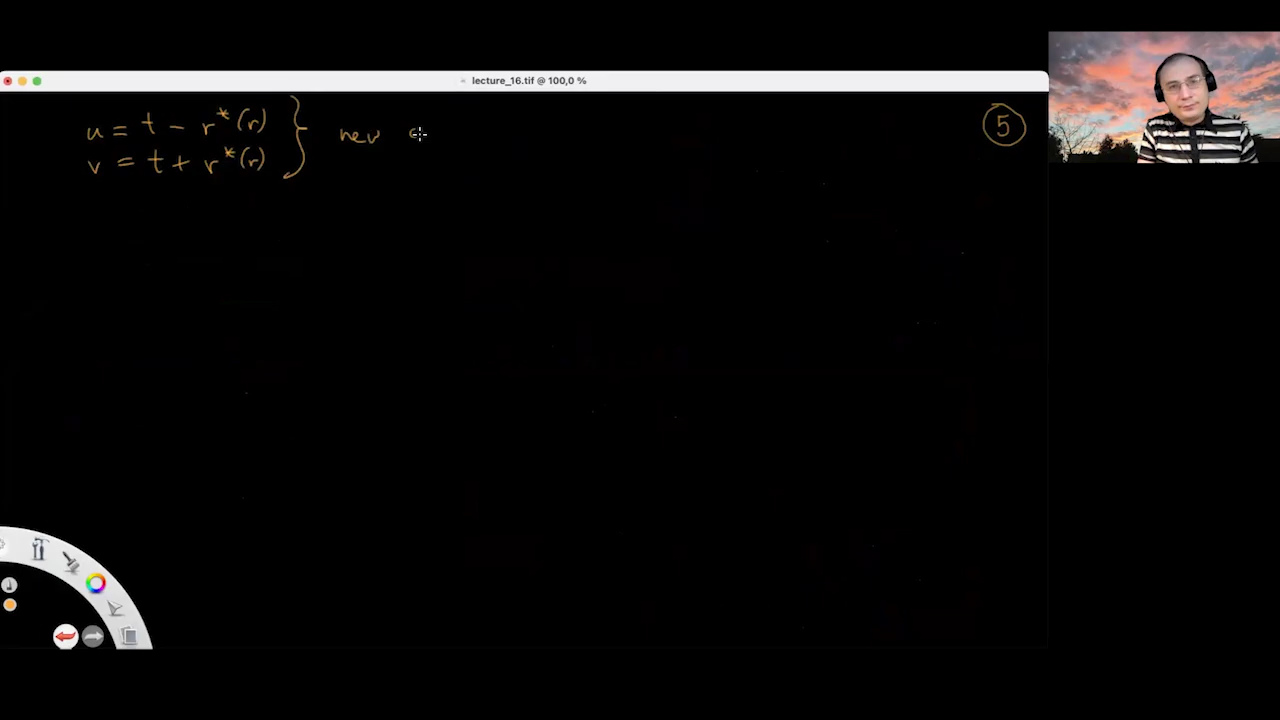 lecture_16.tif @ 100,0 %
u = t - r*(r)
v = t + r*(r)
} new c
5